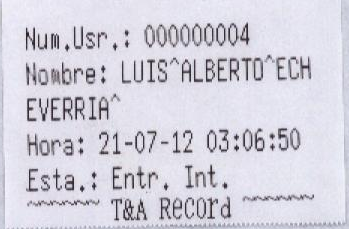 Num.Usr.: 000000004
Nombre: LUIS^ALBERTO^ECH
EVERRIA^
Hora: 21-07-12 03:06:50
Esta.: Entr. Int.
~~~~~~~~ T&A Record ~~~~~~~~